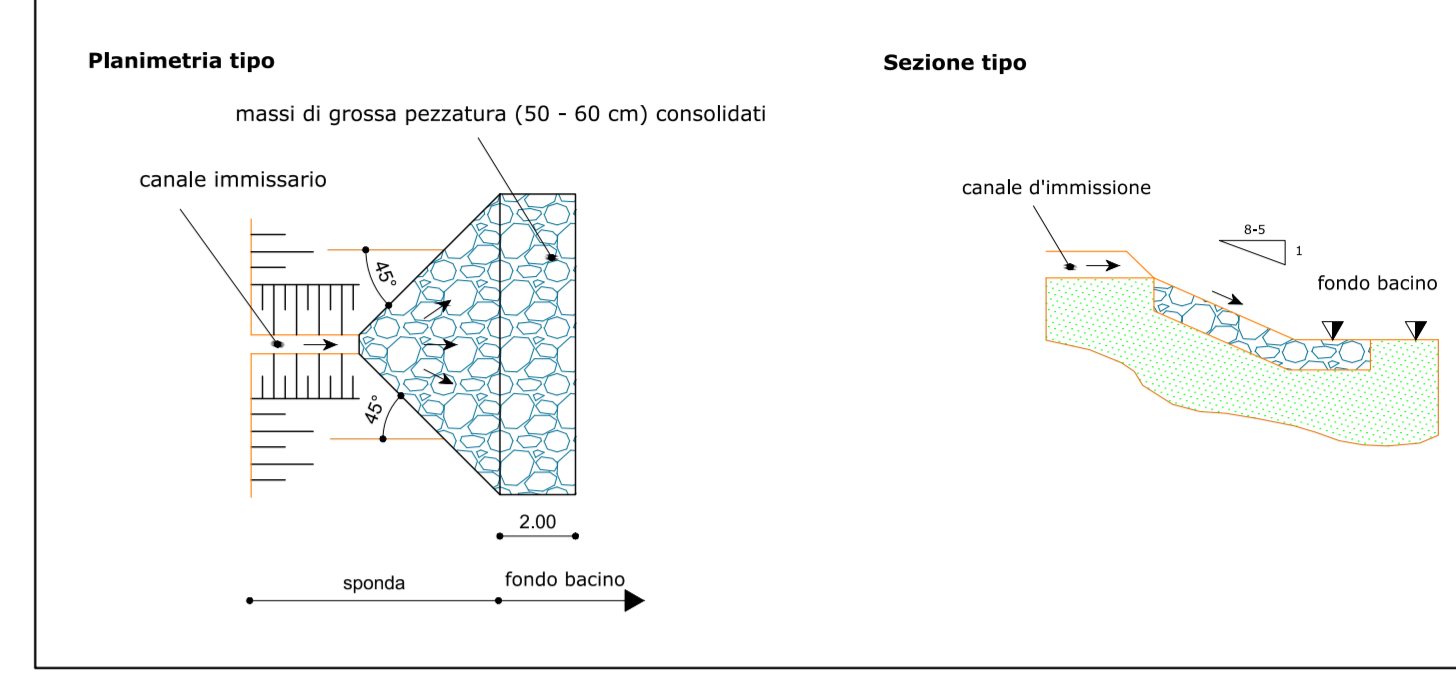 Planimetria tipo
massi di grossa pezzatura (50 - 60 cm) consolidati
canale immissario
45°
45°
2.00
sponda
fondo bacino
Sezione tipo
canale d'immissione
8-5
1
fondo bacino